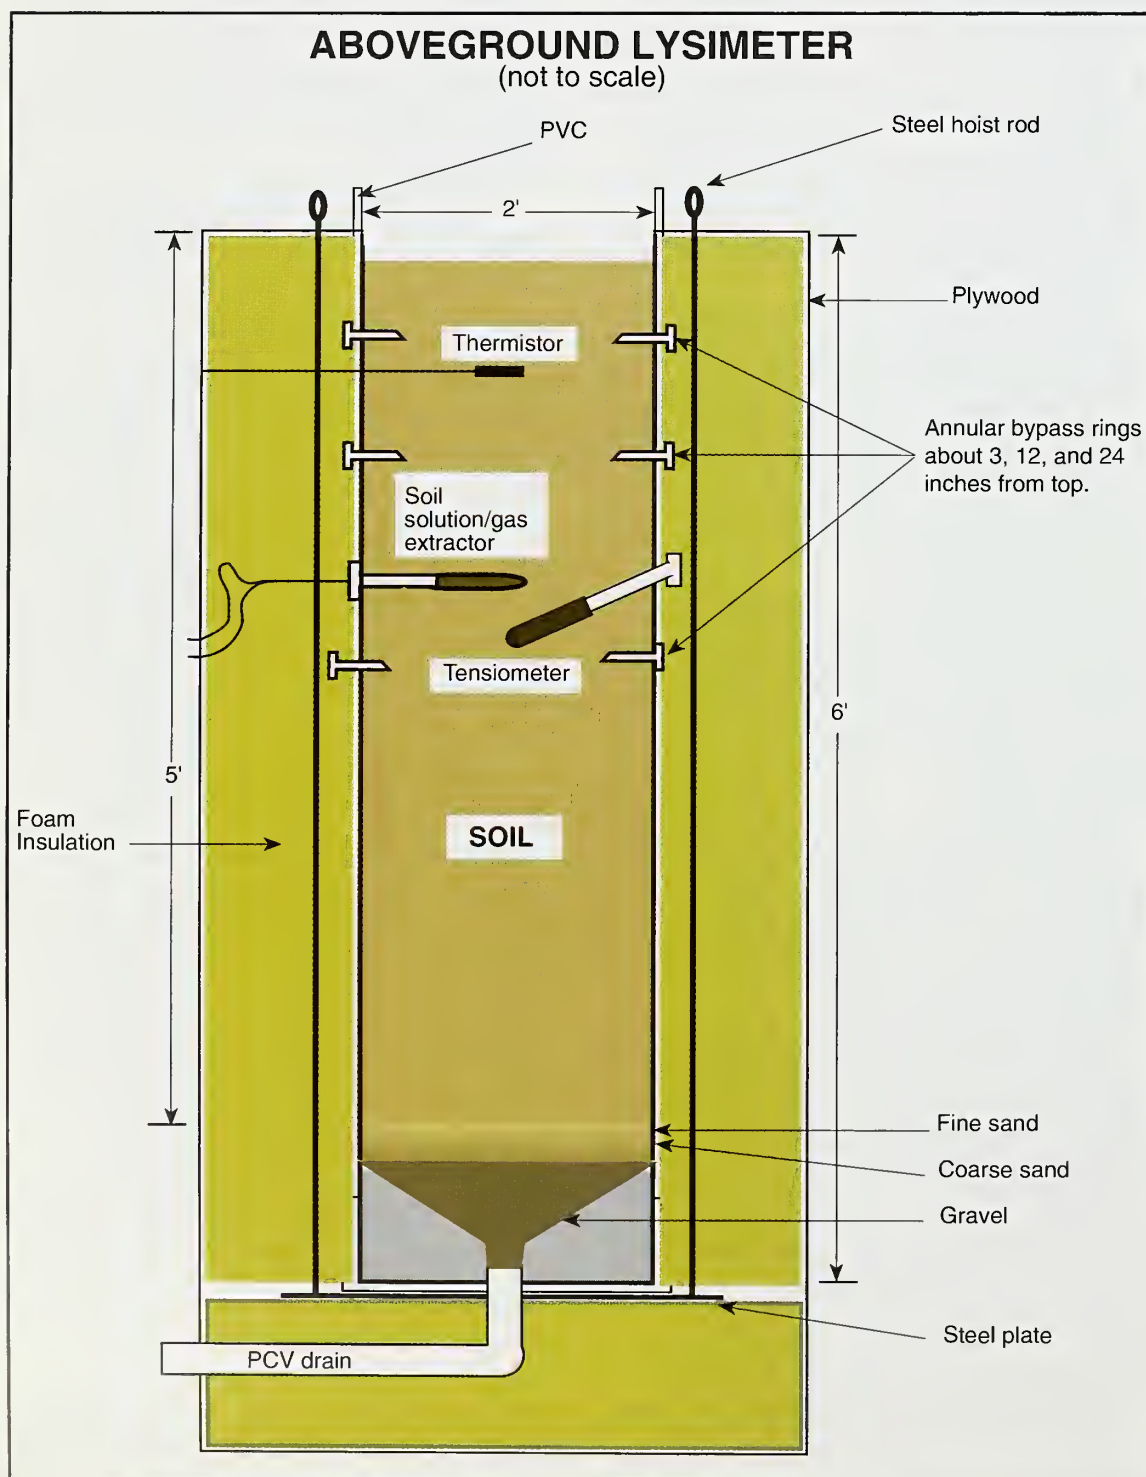 ABOVEGROUND LYSIMETER
(not to scale)
PVC
Steel hoist rod
2'
Plywood
Thermistor
Annular bypass rings
about 3, 12, and 24
inches from top.
Soil
solution/gas
extractor
Tensiometer
6'
5'
Foam
Insulation
SOIL
Fine sand
Coarse sand
Gravel
Steel plate
PCV drain